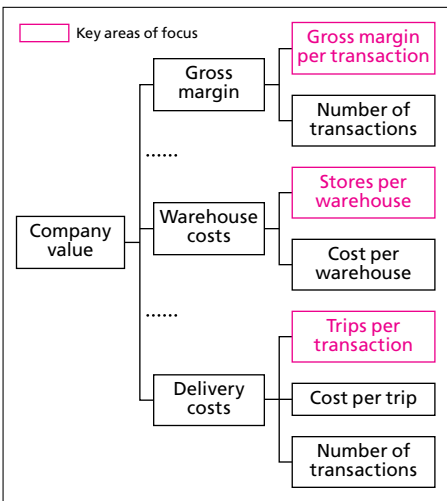 Key areas of focus
Gross margin
per transaction
Gross
margin
Number of
transactions
......
Stores per
warehouse
Company
value
Warehouse
costs
Cost per
warehouse
......
Trips per
transaction
Delivery
costs
Cost per trip
Number of
transactions